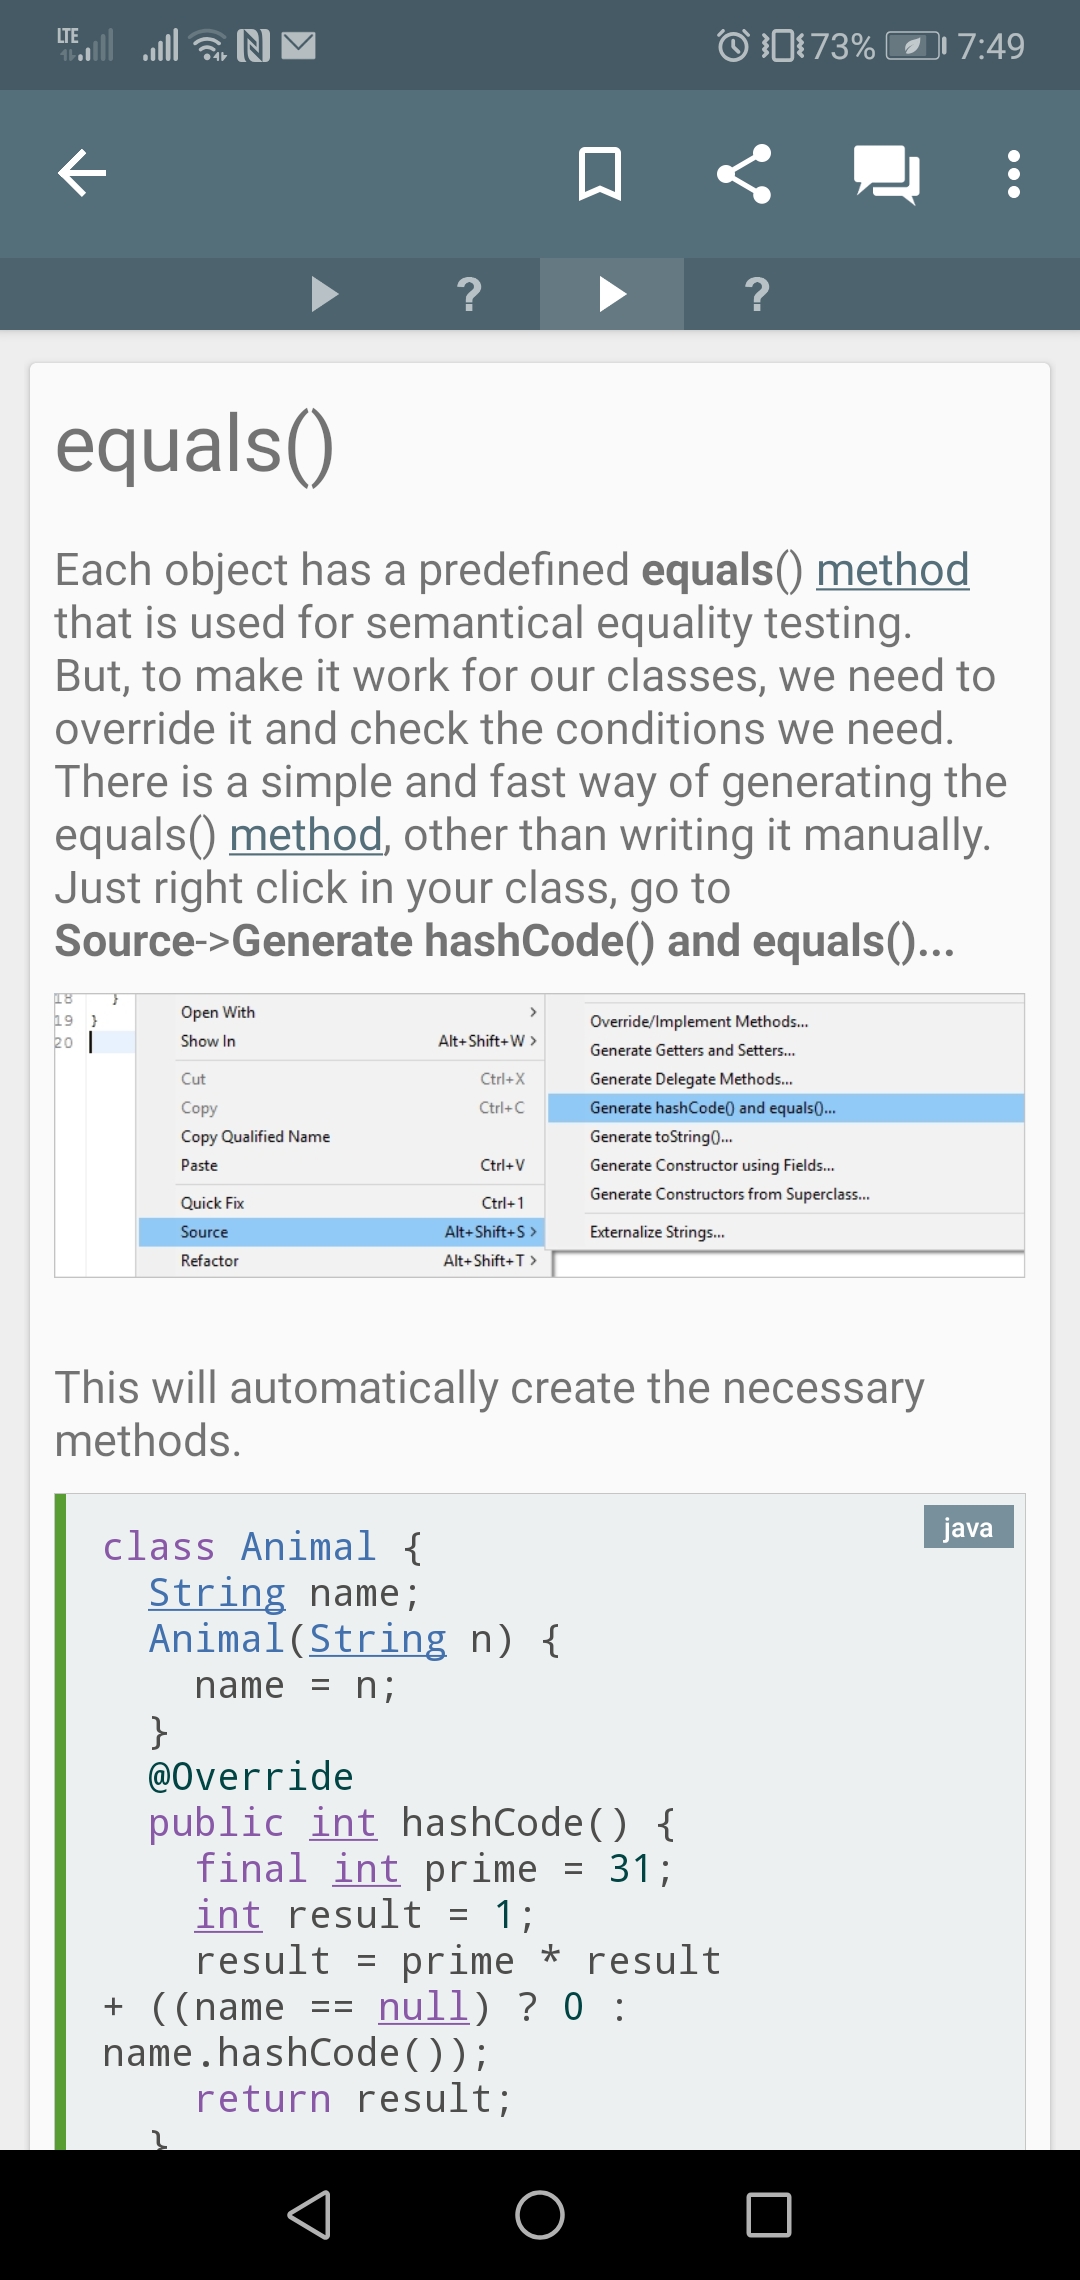 LTE 73% 7:49
? ?
equals()
Each object has a predefined equals() method
that is used for semantical equality testing.
But, to make it work for our classes, we need to
override it and check the conditions we need.
There is a simple and fast way of generating the
equals() method, other than writing it manually.
Just right click in your class, go to
Source->Generate hashCode() and equals()...
18 }
19 }
20
Open With >
Show In Alt+Shift+W >
Cut Ctrl+X
Copy Ctrl+C
Copy Qualified Name
Paste Ctrl+V
Quick Fix Ctrl+1
Source Alt+Shift+S >
Refactor Alt+Shift+T >
Override/Implement Methods...
Generate Getters and Setters...
Generate Delegate Methods...
Generate hashCode() and equals()...
Generate toString()...
Generate Constructor using Fields...
Generate Constructors from Superclass...
Externalize Strings...
This will automatically create the necessary
methods.
java
class Animal {
String name;
Animal(String n) {
name = n;
}
@Override
public int hashCode() {
final int prime = 31;
int result = 1;
result = prime * result
+ ((name == null) ? 0 :
name.hashCode());
return result;
}